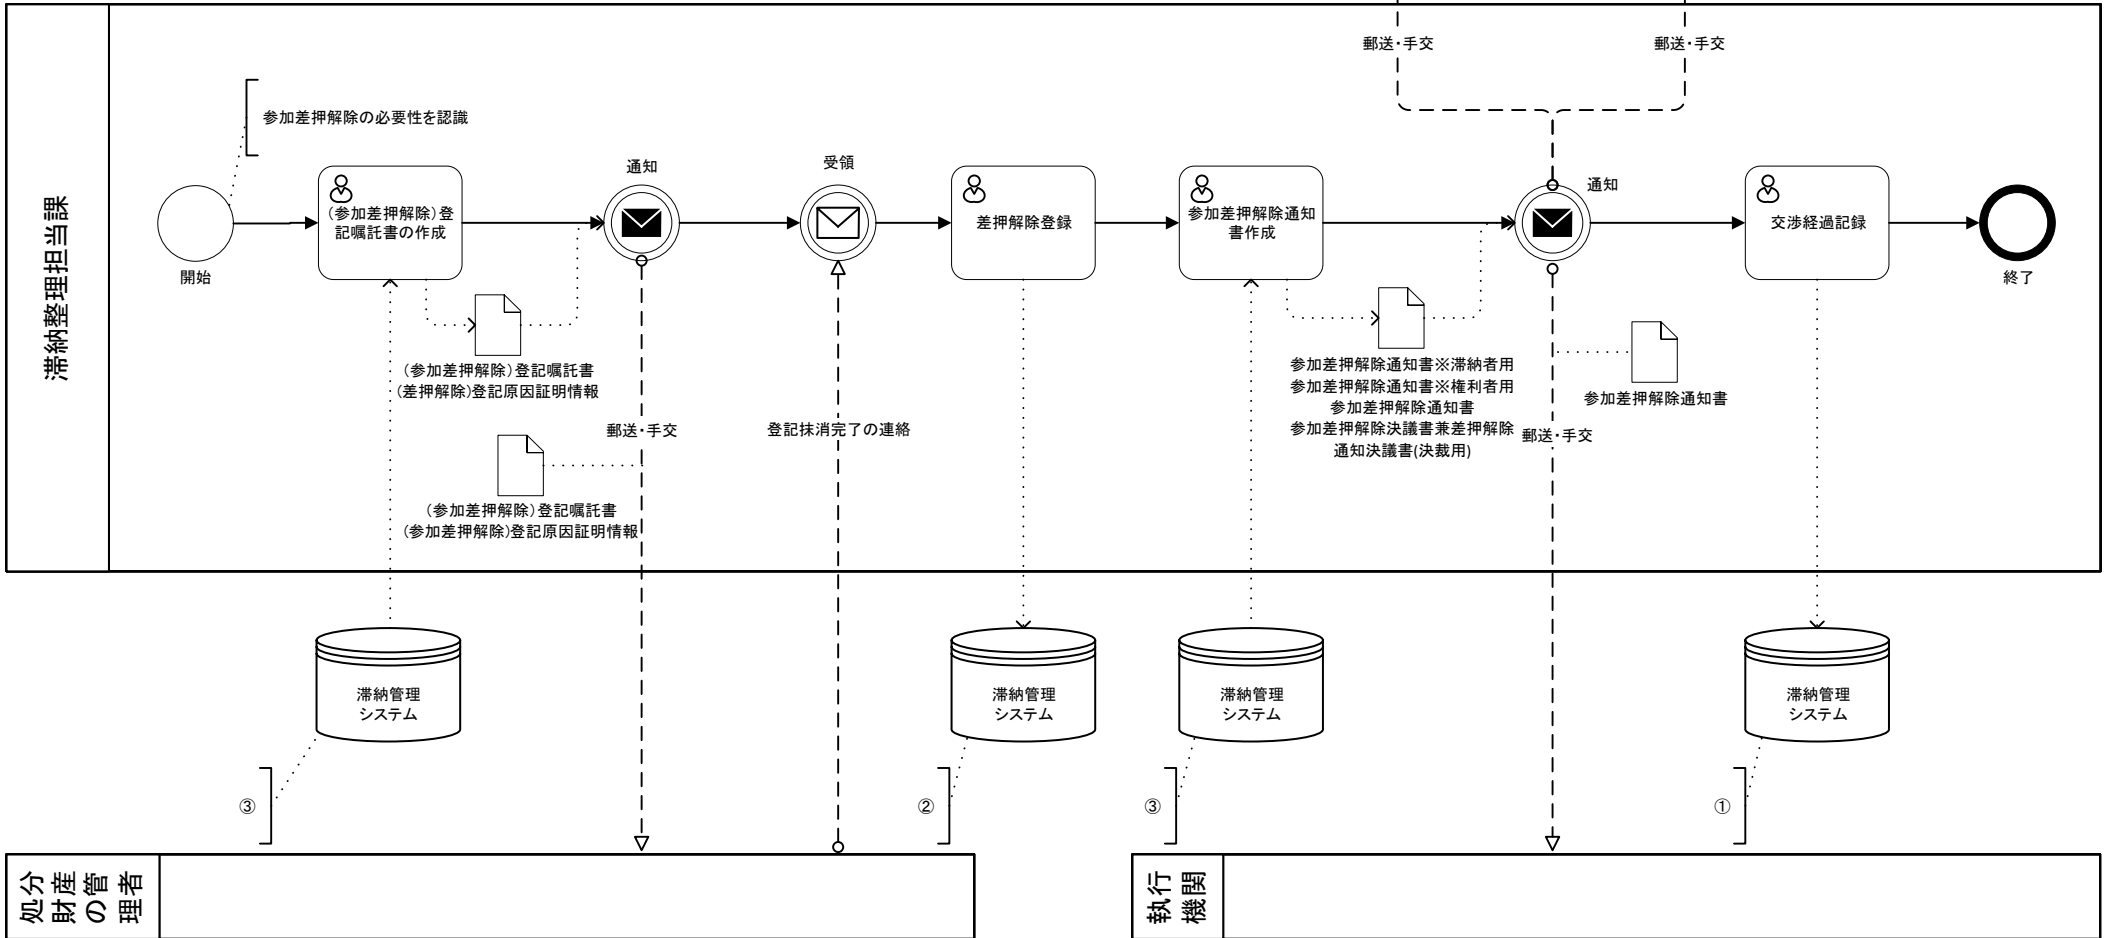 滞納整理担当課
郵送・手交
郵送・手交
参加差押解除の必要性を認識
開始
(参加差押解除)登
記嘱託書の作成
通知
受領
差押解除登録
参加差押解除通知
書作成
通知
交渉経過記録
終了
(参加差押解除)登記嘱託書
(差押解除)登記原因証明情報
郵送・手交
(参加差押解除)登記嘱託書
(参加差押解除)登記原因証明情報
登記抹消完了の連絡
参加差押解除通知書※滞納者用
参加差押解除通知書※権利者用
参加差押解除通知書
参加差押解除決議書兼差押解除
通知決議書(決裁用)
郵送・手交
参加差押解除通知書
滞納管理
システム
滞納管理
システム
滞納管理
システム
滞納管理
システム
③
②
③
①
処分
財産
の管
理者
執行
機関